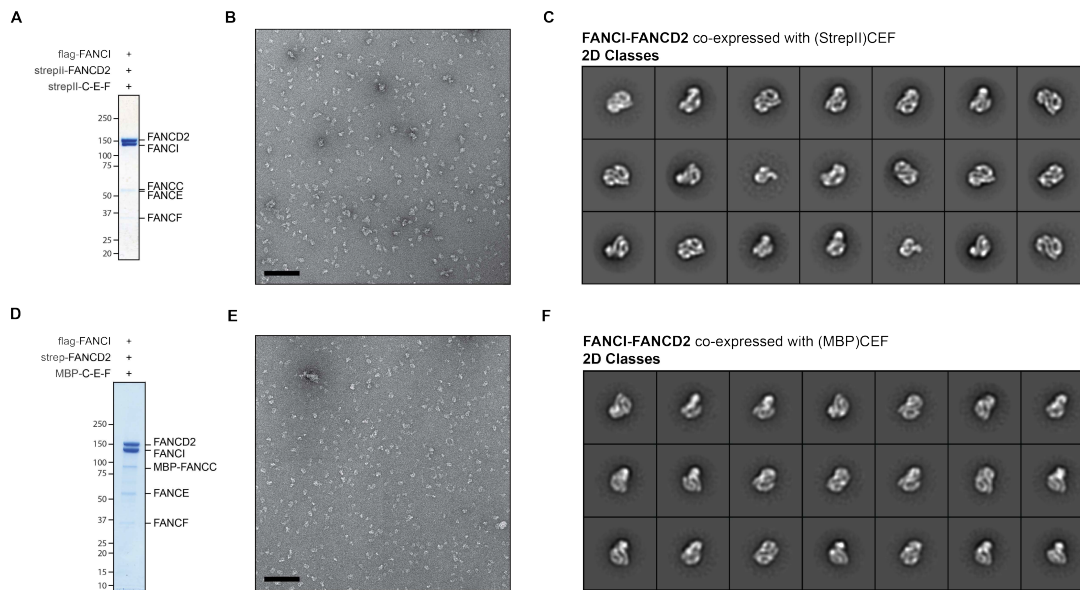 A
flag-FANCI +
strepII-FANCD2 +
strepII-C-E-F +
250
150
100
75
50
37
25
20
FANCD2
FANCI
FANCC
FANCE
FANCF
B
C
FANCI-FANCD2 co-expressed with (StrepII)CEF
2D Classes
D
flag-FANCI +
strep-FANCD2 +
MBP-C-E-F +
250
150
100
75
50
37
25
20
15
10
FANCD2
FANCI
MBP-FANCC
FANCE
FANCF
E
F
FANCI-FANCD2 co-expressed with (MBP)CEF
2D Classes